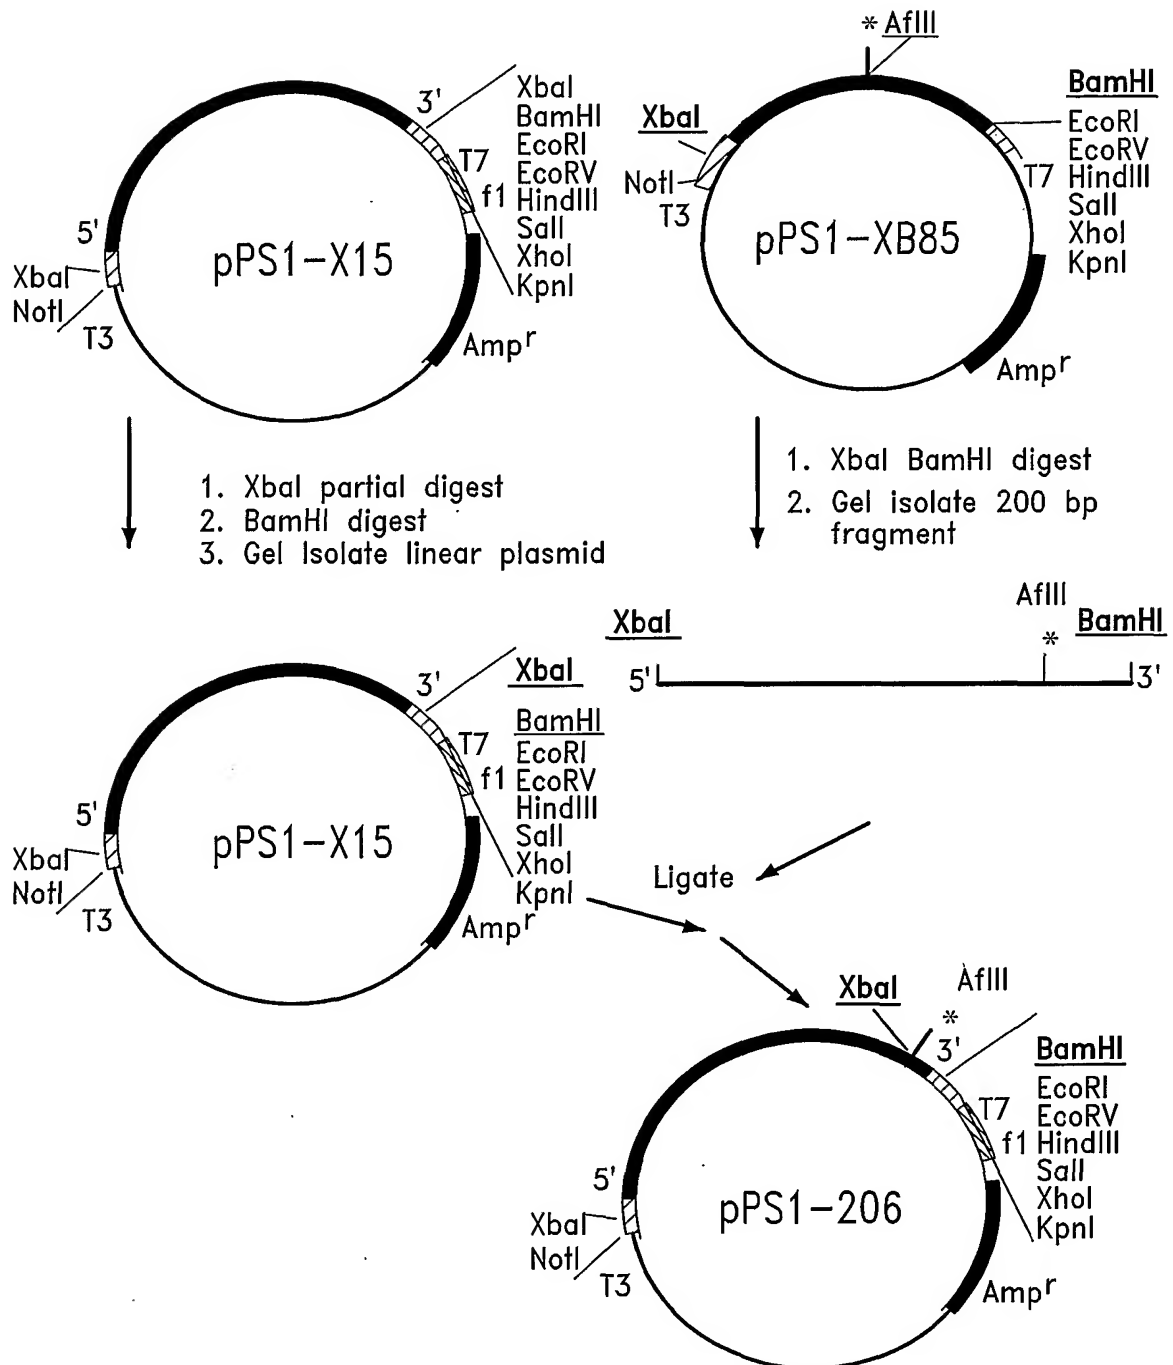 3'
XbaI
BamHI
EcoRI
EcoRV
HindIII
SalI
XhoI
KpnI
T7
f1
5'
XbaI
NotI
T3
pPS1-X15
Ampr
* AflII
XbaI
NotI
T3
BamHI
EcoRI
EcoRV
HindIII
SalI
XhoI
KpnI
T7
pPS1-XB85
Ampr
1. XbaI partial digest
2. BamHI digest
3. Gel Isolate linear plasmid
1. XbaI BamHI digest
2. Gel isolate 200 bp
fragment
XbaI
AflII
*
BamHI
5'
3'
3'
XbaI
BamHI
EcoRI
EcoRV
HindIII
SalI
XhoI
KpnI
T7
f1
5'
XbaI
NotI
T3
pPS1-X15
Ampr
Ligate
XbaI
AflII
*
3'
BamHI
EcoRI
EcoRV
HindIII
SalI
XhoI
KpnI
T7
f1
5'
XbaI
NotI
T3
pPS1-206
Ampr